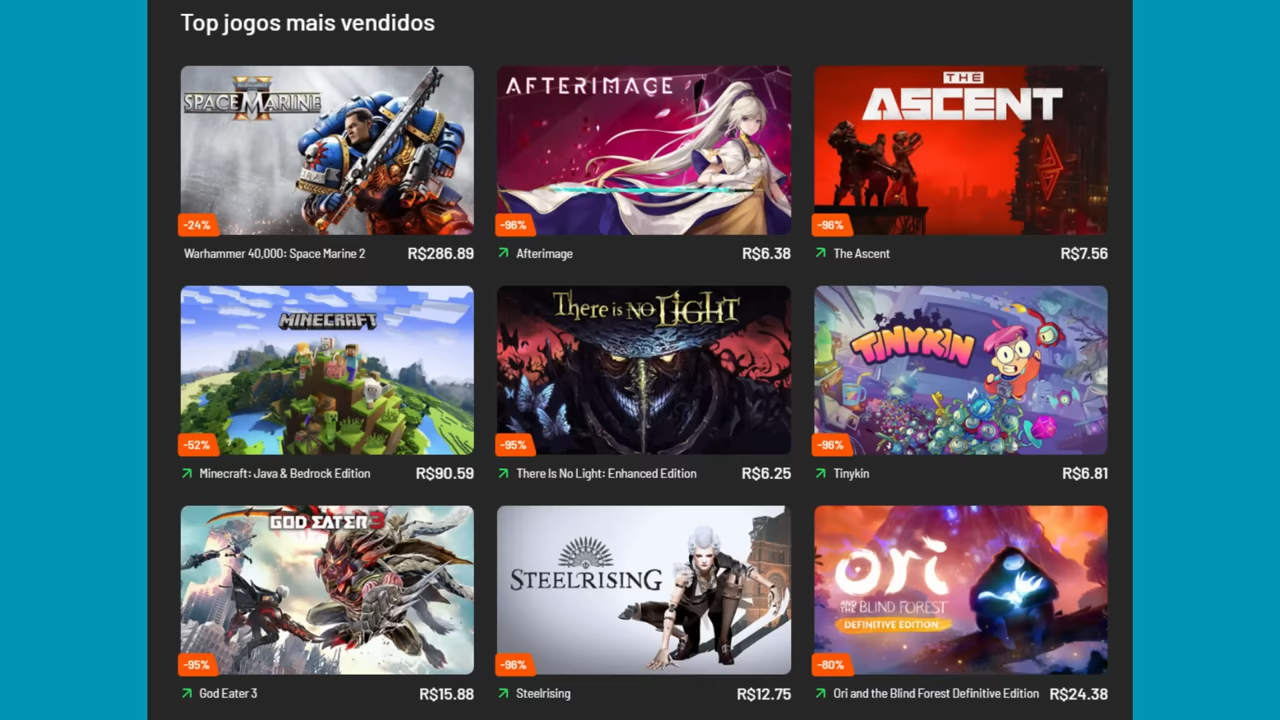 Top jogos mais vendidos
SPACE MARINE
II
-24%
Warhammer 40,000: Space Marine 2 R$286.89
AFTERIMAGE
-96%
Afterimage R$6.38
THE
ASCENT
-96%
The Ascent R$7.56
MINECRAFT
-52%
Minecraft: Java & Bedrock Edition R$90.59
There is NO LIGHT
-95%
There Is No Light: Enhanced Edition R$6.25
TINYKIN
-96%
Tinykin R$6.81
GOD EATER 3
-95%
God Eater 3 R$15.88
STEELRISING
-96%
Steelrising R$12.75
ori
AND THE BLIND FOREST
DEFINITIVE EDITION
-80%
Ori and the Blind Forest Definitive Edition R$24.38